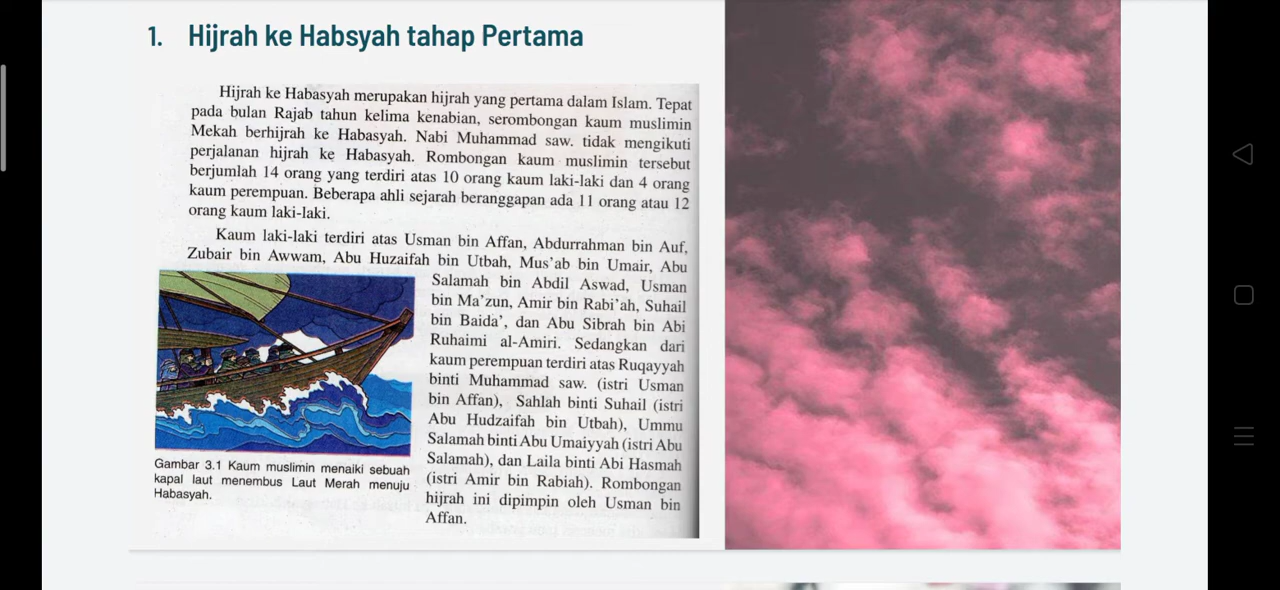 1. Hijrah ke Habsyah tahap Pertama
Hijrah ke Habasyah merupakan hijrah yang pertama dalam Islam. Tepat
pada bulan Rajab tahun kelima kenabian, serombongan kaum muslimin
Mekah berhijrah ke Habasyah. Nabi Muhammad saw. tidak mengikuti
perjalanan hijrah ke Habasyah. Rombongan kaum muslimin tersebut
berjumlah 14 orang yang terdiri atas 10 orang kaum laki-laki dan 4 orang
kaum perempuan. Beberapa ahli sejarah beranggapan ada 11 orang atau 12
orang kaum laki-laki.
Kaum laki-laki terdiri atas Usman bin Affan, Abdurrahman bin Auf,
Zubair bin Awwam, Abu Huzaifah bin Utbah, Mus'ab bin Umair, Abu
Salamah bin Abdil Aswad, Usman
bin Ma'zun, Amir bin Rabi'ah, Suhail
bin Baida', dan Abu Sibrah bin Abi
Ruhaimi al-Amiri. Sedangkan dari
kaum perempuan terdiri atas Ruqayyah
binti Muhammad saw. (istri Usman
bin Affan), Sahlah binti Suhail (istri
Abu Hudzaifah bin Utbah), Ummu
Salamah binti Abu Umaiyyah (istri Abu
Salamah), dan Laila binti Abi Hasmah
(istri Amir bin Rabiah). Rombongan
hijrah ini dipimpin oleh Usman bin
Affan.
Gambar 3.1 Kaum muslimin menaiki sebuah
kapal laut menembus Laut Merah menuju
Habasyah.